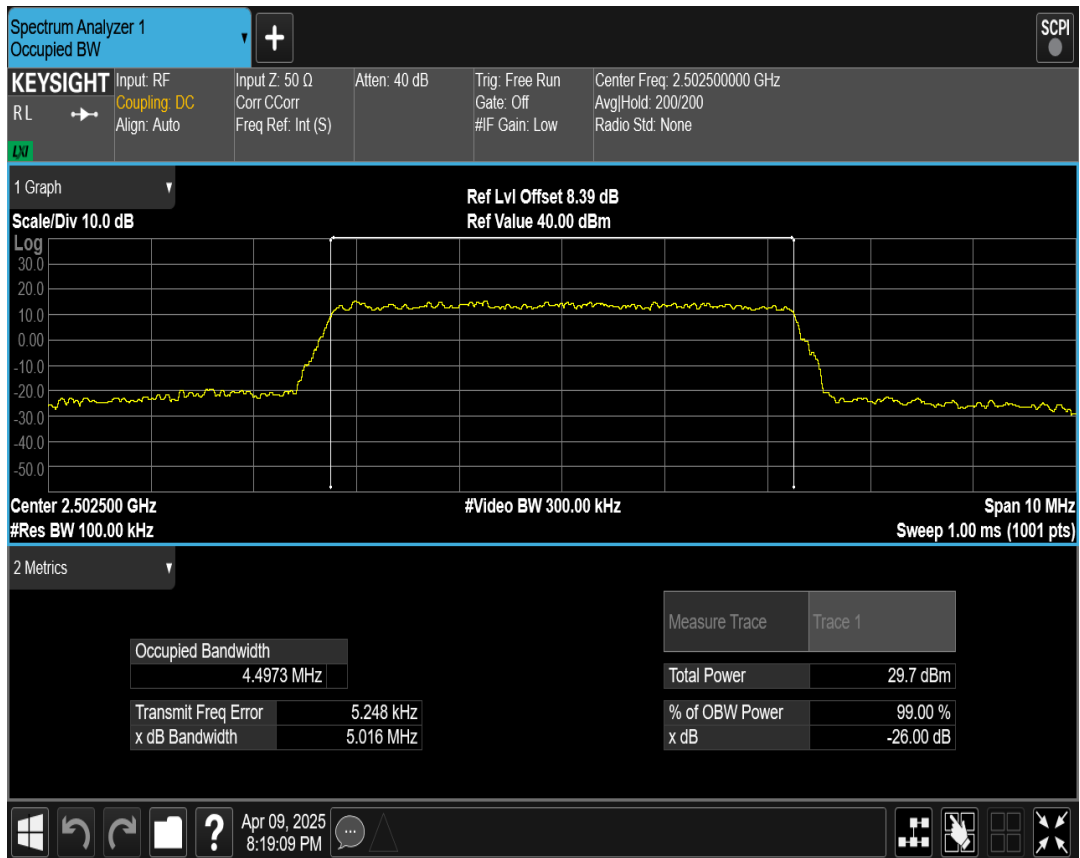 Spectrum Analyzer 1
Occupied BW
+
SCPI
KEYSIGHT
RL
LXI
Input: RF
Coupling: DC
Align: Auto
Input Z: 50 Ω
Corr CCorr
Freq Ref: Int (S)
Atten: 40 dB
Trig: Free Run
Gate: Off
#IF Gain: Low
Center Freq: 2.502500000 GHz
Avg|Hold: 200/200
Radio Std: None
1 Graph
Scale/Div 10.0 dB
Ref Lvl Offset 8.39 dB
Ref Value 40.00 dBm
Log
30.0
20.0
10.0
0.00
-10.0
-20.0
-30.0
-40.0
-50.0
Center 2.502500 GHz
#Res BW 100.00 kHz
#Video BW 300.00 kHz
Span 10 MHz
Sweep 1.00 ms (1001 pts)
2 Metrics
Measure Trace Trace 1
Occupied Bandwidth
4.4973 MHz
Total Power 29.7 dBm
Transmit Freq Error 5.248 kHz
% of OBW Power 99.00 %
x dB Bandwidth 5.016 MHz
x dB -26.00 dB
?
Apr 09, 2025
8:19:09 PM